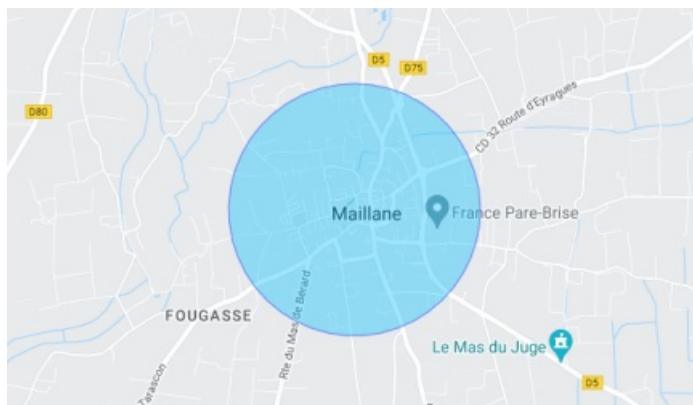 D5
D75
D80
CD 32 Route d'Eyragues
Maillane
France Pare-Brise
Rte du Mas de Bérard
FOUGASSE
Le Mas du Juge
Tarascon
D5